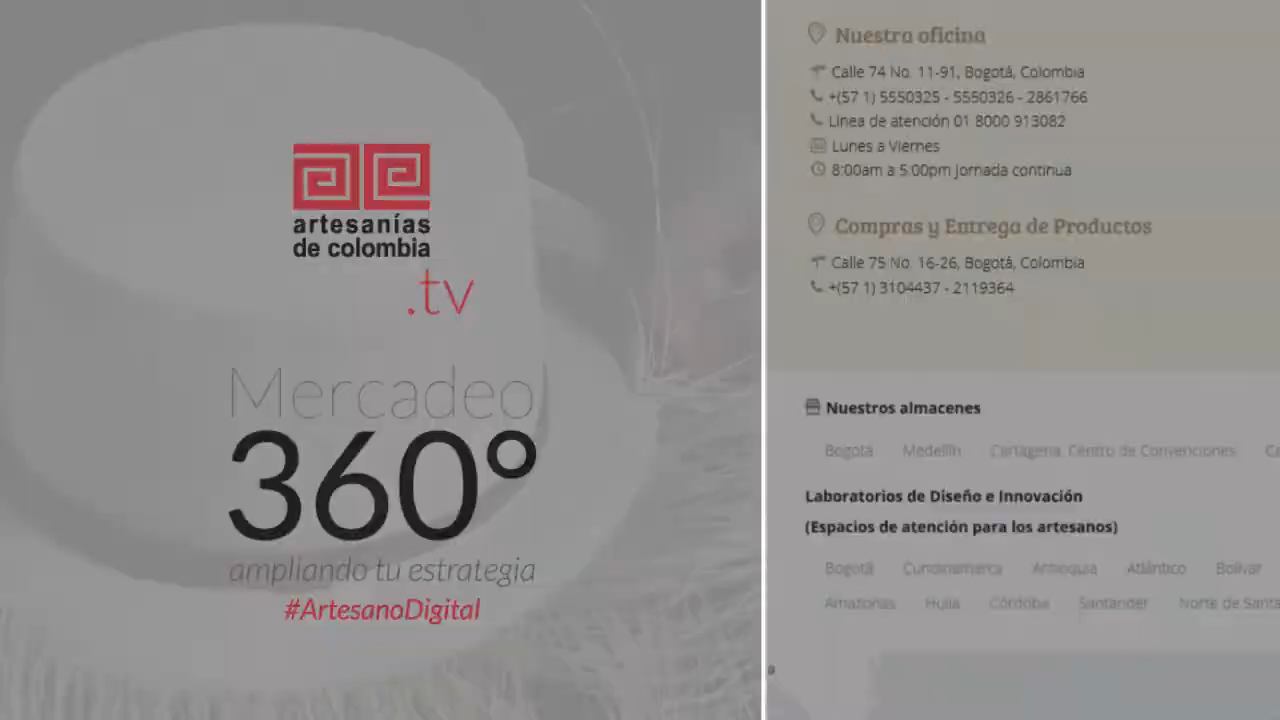 artesanías
de colombia
.tv
Mercadeo
360°
ampliando tu estrategia
#ArtesanoDigital
Nuestra oficina
Calle 74 No. 11-91, Bogotá, Colombia
+(57 1) 5550325 - 5550326 - 2861766
Línea de atención 01 8000 913082
Lunes a Viernes
8:00am a 5:00pm jornada continua
Compras y Entrega de Productos
Calle 75 No. 16-26, Bogotá, Colombia
+(57 1) 3104437 - 2119364
Nuestros almacenes
Bogotá Medellín Cartagena: Centro de Convenciones
Laboratorios de Diseño e Innovación
(Espacios de atención para los artesanos)
Bogotá Cundinamarca Antioquia Atlántico Bolívar
Amazonas Huila Córdoba Santander Norte de Santa